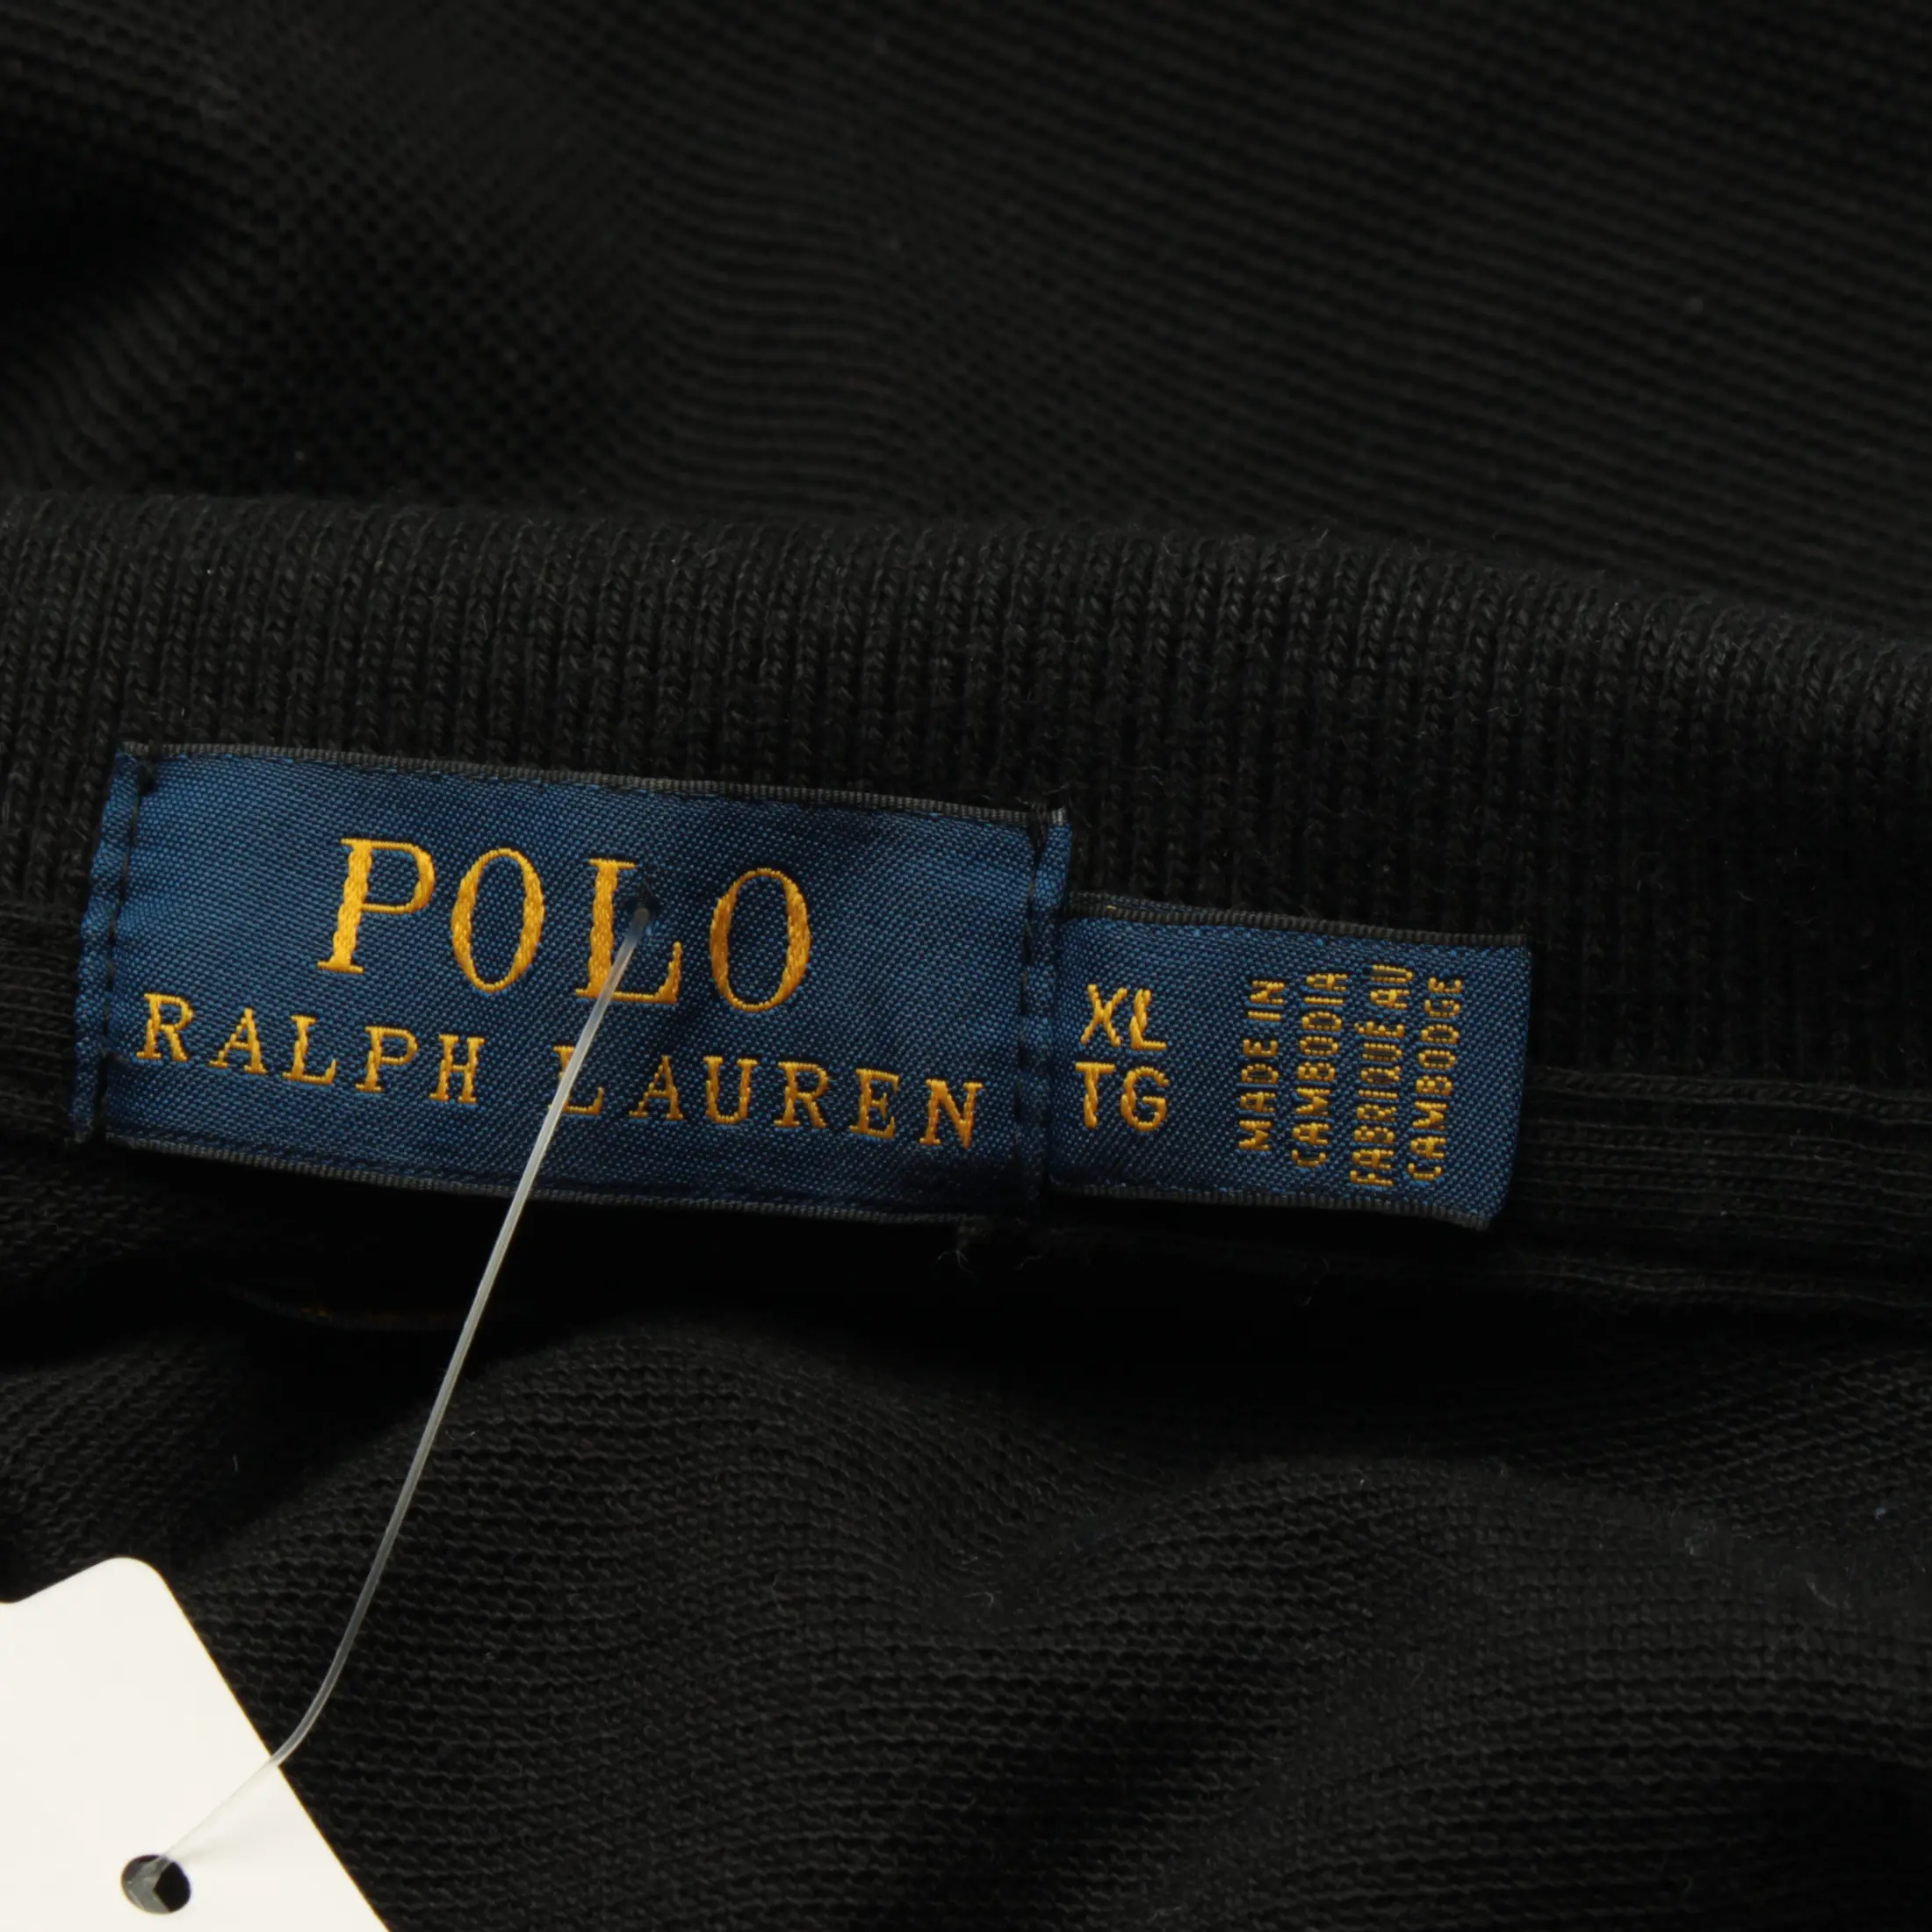 POLO
RALPH LAUREN
XL
TG
MADE IN
CAMBODIA
FABRIQUÉ AU
CAMBODGE